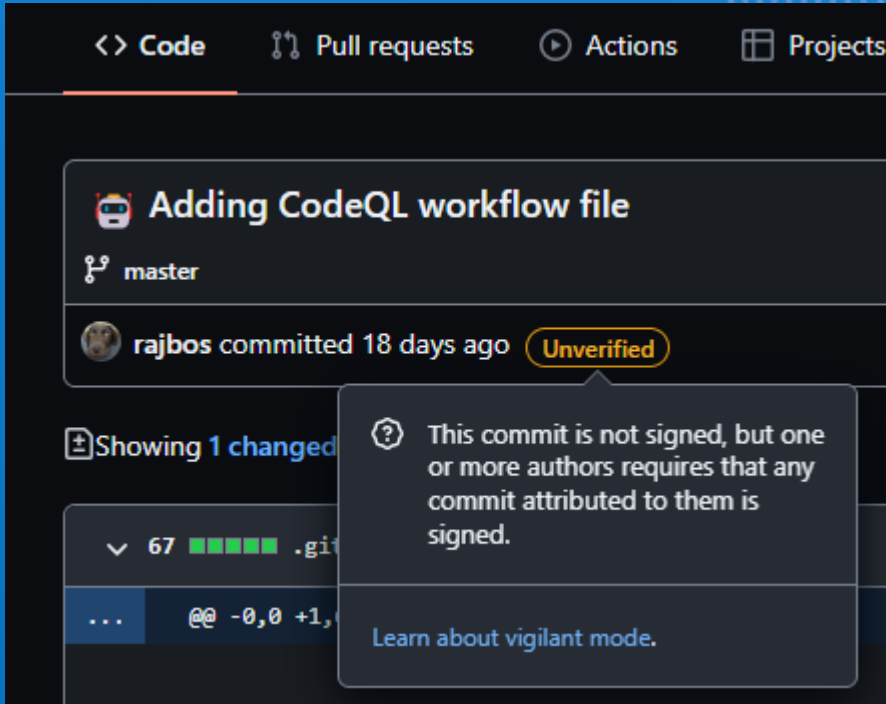 <> Code Pull requests Actions Projects
Adding CodeQL workflow file
master
rajbos committed 18 days ago Unverified
This commit is not signed, but one
or more authors requires that any
commit attributed to them is
signed.
Learn about vigilant mode.
Showing 1 changed
67 .git
... @@ -0,0 +1,